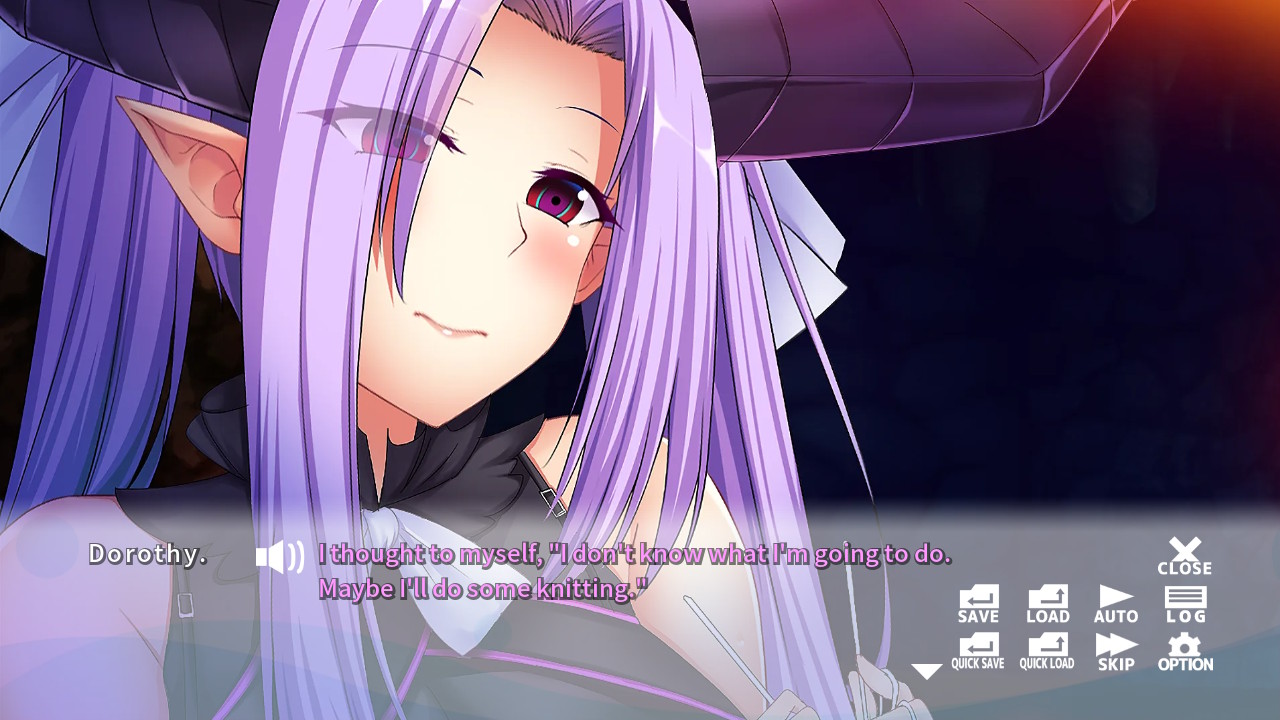 Dorothy.
I thought to myself, "I don't know what I'm going to do.
Maybe I'll do some knitting."
CLOSE
SAVE LOAD AUTO LOG
QUICK SAVE QUICK LOAD SKIP OPTION